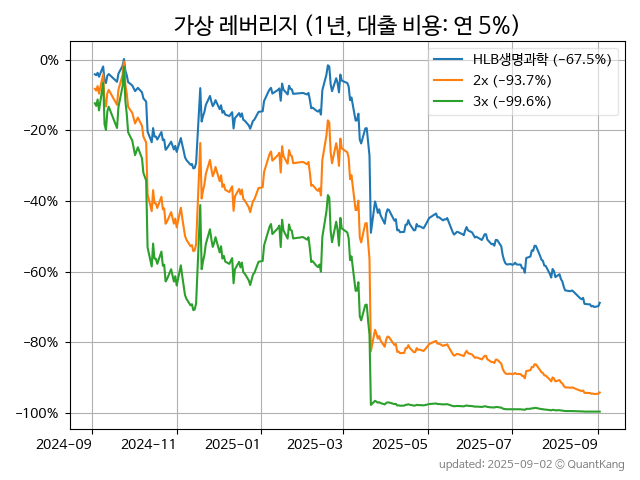 가상 레버리지 (1년, 대출 비용: 연 5%)
HLB생명과학 (−67.5%)
2x (−93.7%)
3x (−99.6%)
0%
−20%
−40%
−60%
−80%
−100%
2024-09 2024-11 2025-01 2025-03 2025-05 2025-07 2025-09
updated: 2025-09-02 © QuantKang